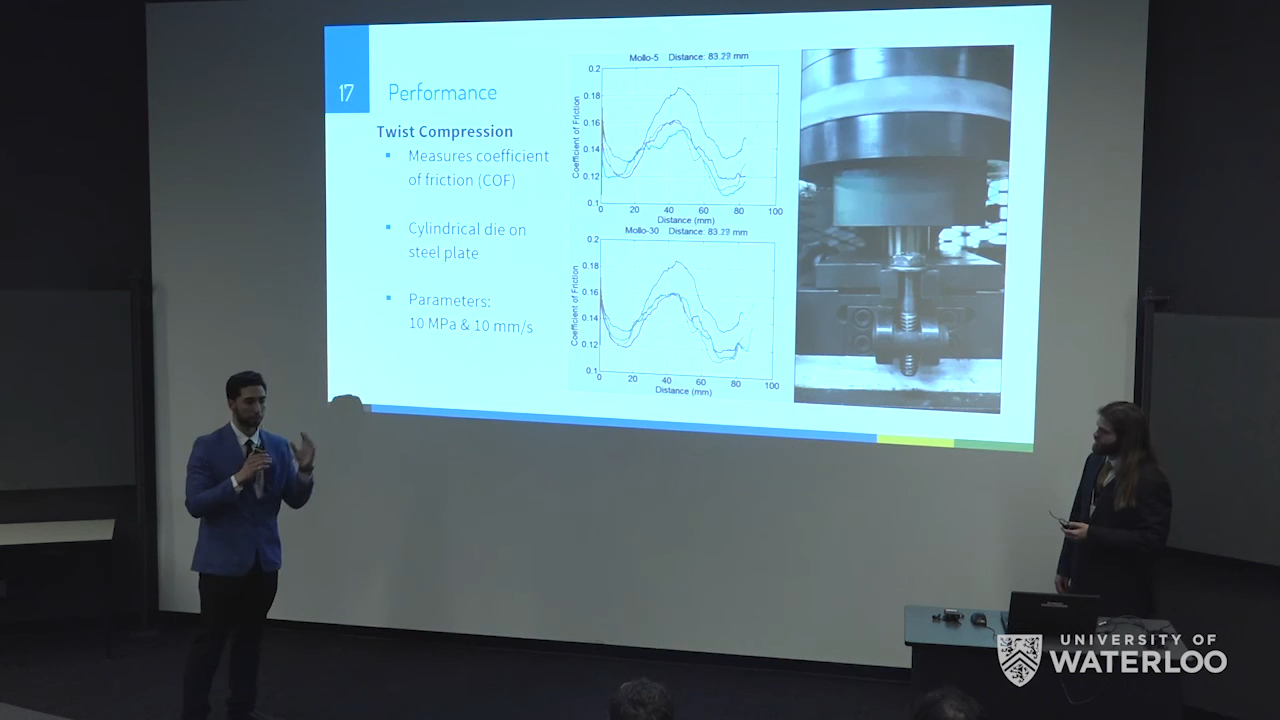 17
Performance
Twist Compression
Measures coefficient
of friction (COF)
Cylindrical die on
steel plate
Parameters:
10 MPa & 10 mm/s
Mollo-5 Distance: 83.29 mm
Coefficient of Friction
0.2
0.18
0.16
0.14
0.12
0.1
0 20 40 60 80 100
Distance (mm)
Mollo-30 Distance: 83.29 mm
Coefficient of Friction
0.2
0.18
0.16
0.14
0.12
0.1
0 20 40 60 80 100
Distance (mm)
UNIVERSITY OF
WATERLOO